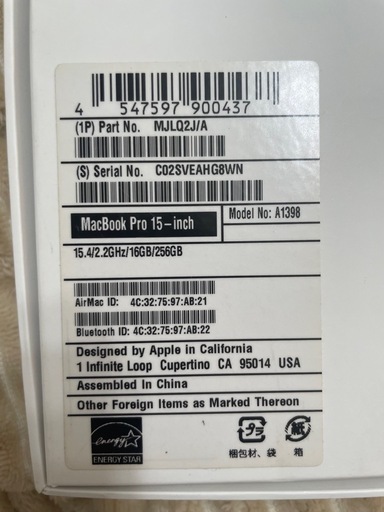 4 547597 900437
(1P) Part No. MJLQ2J/A
(S) Serial No. C02SVEAHG8WN
MacBook Pro 15-inch
Model No: A1398
15.4/2.2GHz/16GB/256GB
AirMac ID: 4C:32:75:97:AB:21
Bluetooth ID: 4C:32:75:97:AB:22
Designed by Apple in California
1 Infinite Loop Cupertino CA 95014 USA
Assembled In China
Other Foreign Items as Marked Thereon
energy
ENERGY STAR
プラ
紙
梱包材、袋
箱